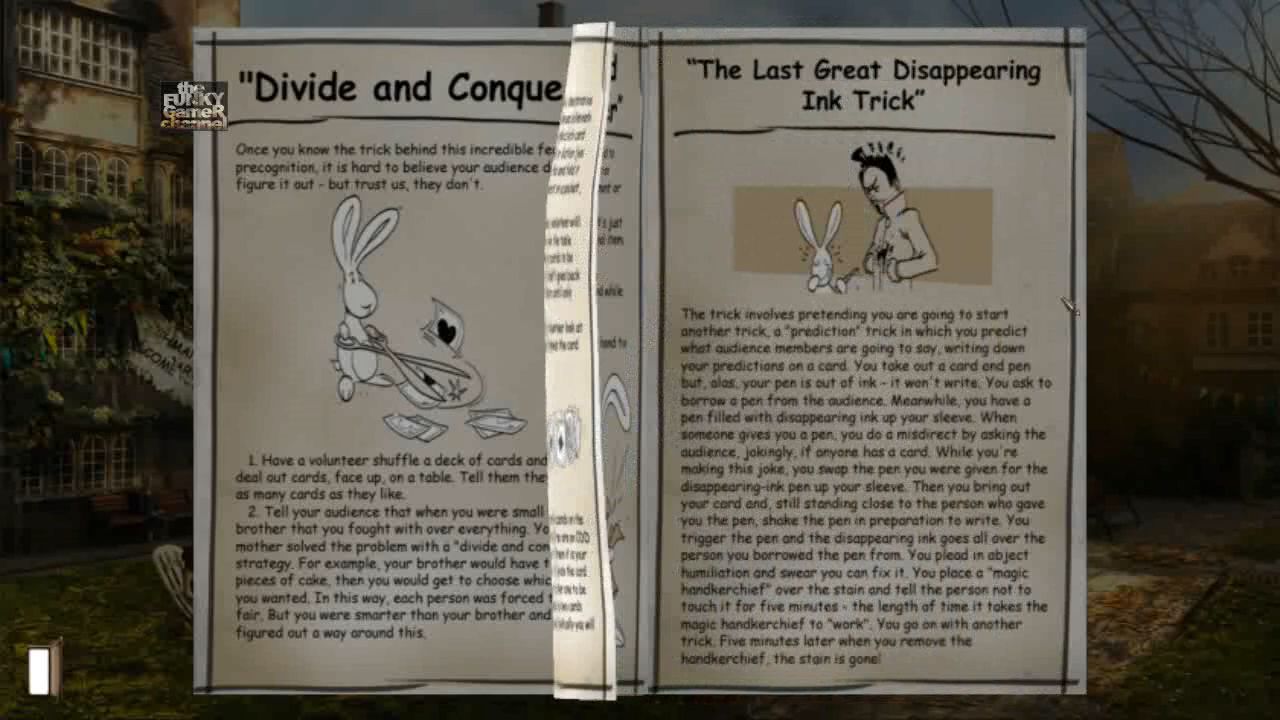 the
FUNKY
GameR
channel
"Divide and Conque
Once you know the trick behind this incredible fe
precognition, it is hard to believe your audience d
figure it out - but trust us, they don't.
1. Have a volunteer shuffle a deck of cards and
deal out cards, face up, on a table. Tell them the
as many cards as they like.
2. Tell your audience that when you were small
brother that you fought with over everything. Yo
mother solved the problem with a "divide and con
strategy. For example, your brother would have t
pieces of cake, then you would get to choose whic
you wanted. In this way, each person was forced t
fair. But you were smarter than your brother and
figured out a way around this.
"The Last Great Disappearing
Ink Trick"
The trick involves pretending you are going to start
another trick, a "prediction" trick in which you predict
what audience members are going to say, writing down
your predictions on a card. You take out a card and pen
but, alas, your pen is out of ink - it won't write. You ask to
borrow a pen from the audience. Meanwhile, you have a
pen filled with disappearing ink up your sleeve. When
someone gives you a pen, you do a misdirect by asking the
audience, jokingly, if anyone has a card. While you're
making this joke, you swap the pen you were given for the
disappearing-ink pen up your sleeve. Then you bring out
your card and, still standing close to the person who gave
you the pen, shake the pen in preparation to write. You
trigger the pen and the disappearing ink goes all over the
person you borrowed the pen from. You plead in abject
humiliation and swear you can fix it. You place a "magic
handkerchief" over the stain and tell the person not to
touch it for five minutes - the length of time it takes the
magic handkerchief to "work". You go on with another
trick. Five minutes later when you remove the
handkerchief, the stain is gone!